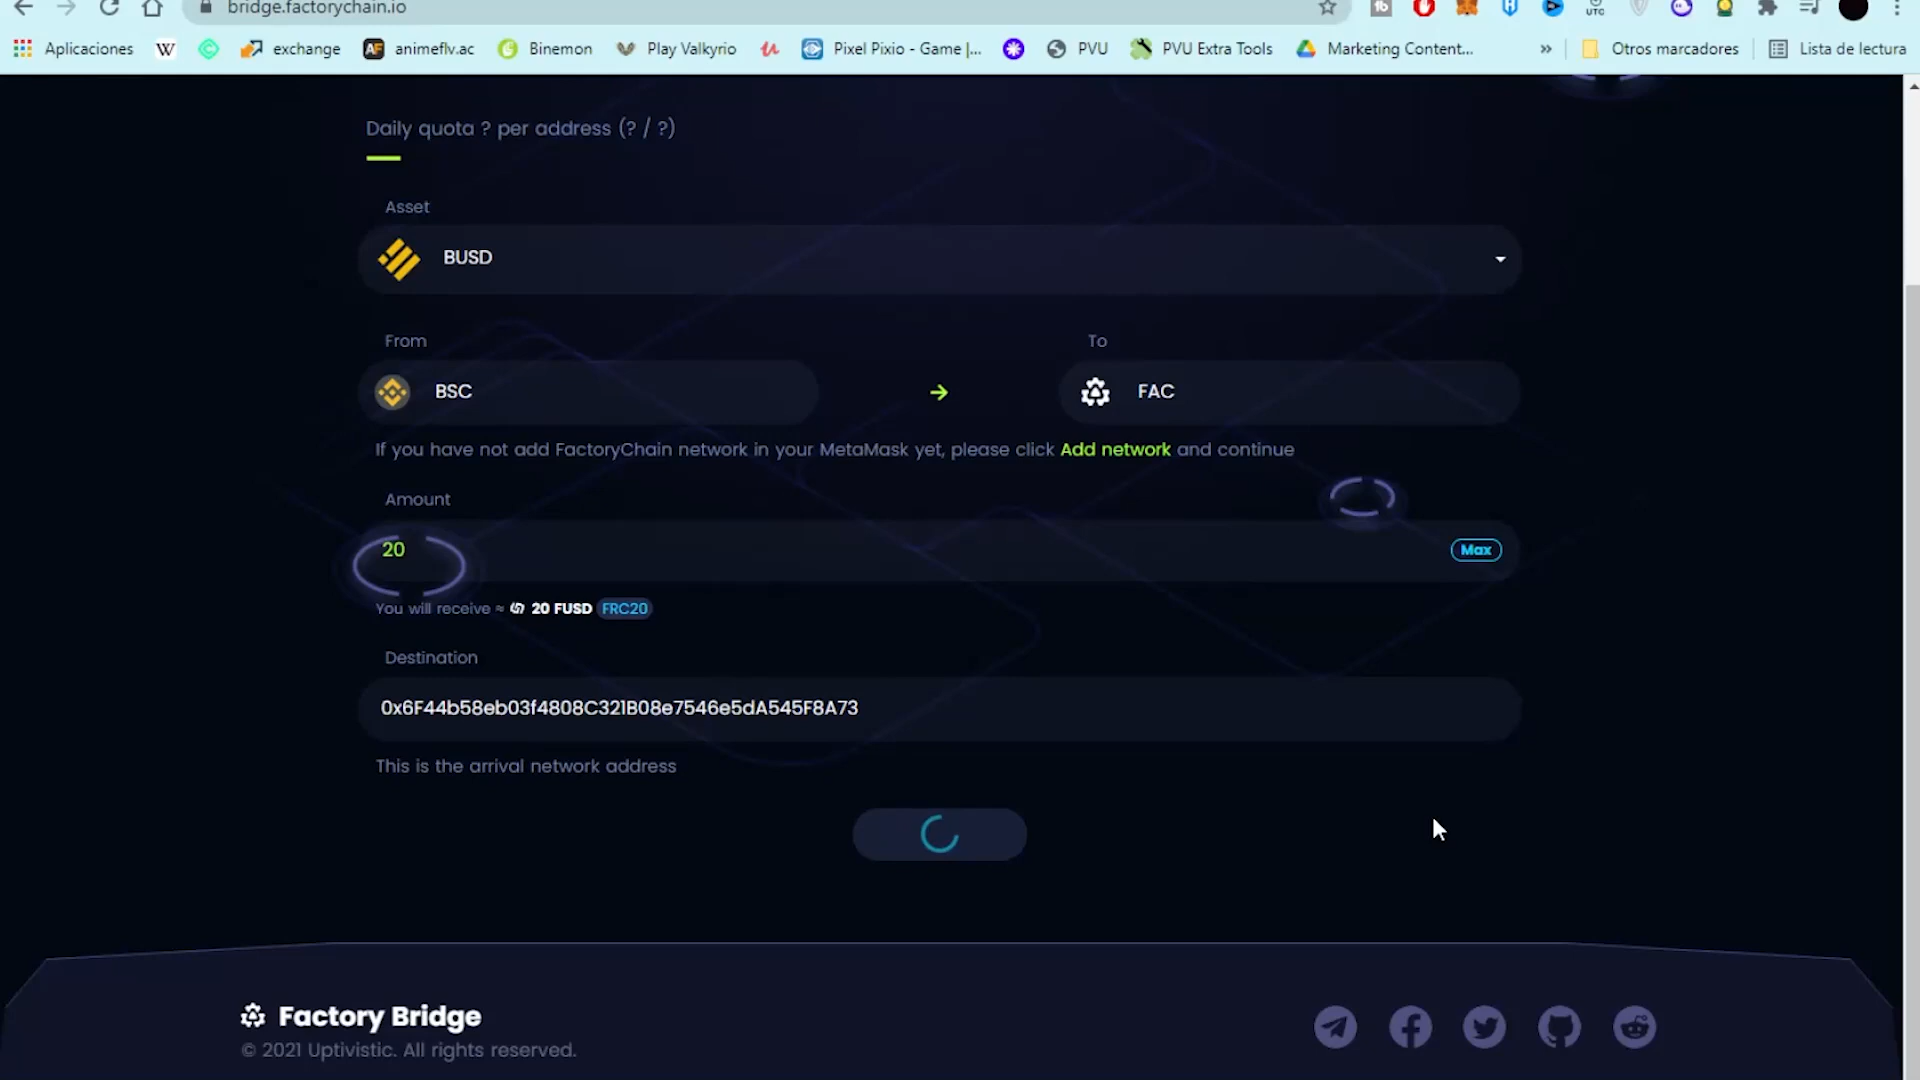 bridge.factorychain.io
Aplicaciones W exchange AF animeflv.ac Binemon Play Valkyrio Pixel Pixio - Game |... PVU PVU Extra Tools Marketing Content... » Otros marcadores Lista de lectura
UTC
Daily quota ? per address (? / ?)
Asset
BUSD
From To
BSC → FAC
If you have not add FactoryChain network in your MetaMask yet, please click Add network and continue
Amount
20 Max
You will receive ≈ 20 FUSD FRC20
Destination
0x6F44b58eb03f4808C321B08e7546e5dA545F8A73
This is the arrival network address
Factory Bridge
© 2021 Uptivistic. All rights reserved.